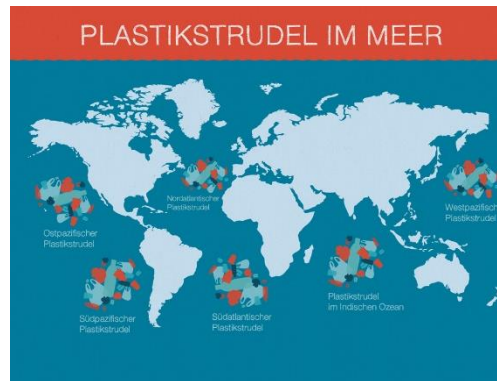 PLASTIKSTRUDEL IM MEER
Nordatlantischer
Plastikstrudel
Ostpazifischer
Plastikstrudel
Westpazifischer
Plastikstrudel
Südpazifischer
Plastikstrudel
Südatlantischer
Plastikstrudel
Plastikstrudel
im Indischen Ozean